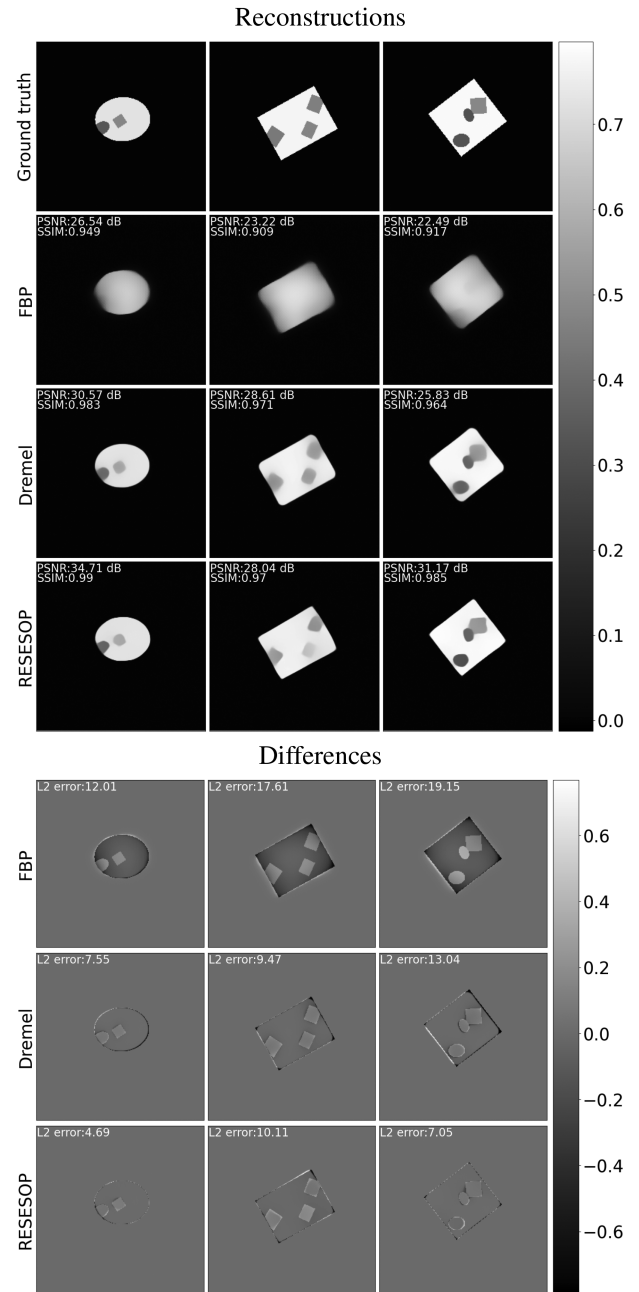 Reconstructions
Ground truth
0.7
0.6
0.5
0.4
0.3
0.2
0.1
0.0
FBP
PSNR:26.54 dB
SSIM:0.949
PSNR:23.22 dB
SSIM:0.909
PSNR:22.49 dB
SSIM:0.917
Dremel
PSNR:30.57 dB
SSIM:0.983
PSNR:28.61 dB
SSIM:0.971
PSNR:25.83 dB
SSIM:0.964
RESESOP
PSNR:34.71 dB
SSIM:0.99
PSNR:28.04 dB
SSIM:0.97
PSNR:31.17 dB
SSIM:0.985
Differences
FBP
L2 error:12.01
L2 error:17.61
L2 error:19.15
0.6
0.4
0.2
0.0
−0.2
−0.4
−0.6
Dremel
L2 error:7.55
L2 error:9.47
L2 error:13.04
RESESOP
L2 error:4.69
L2 error:10.11
L2 error:7.05